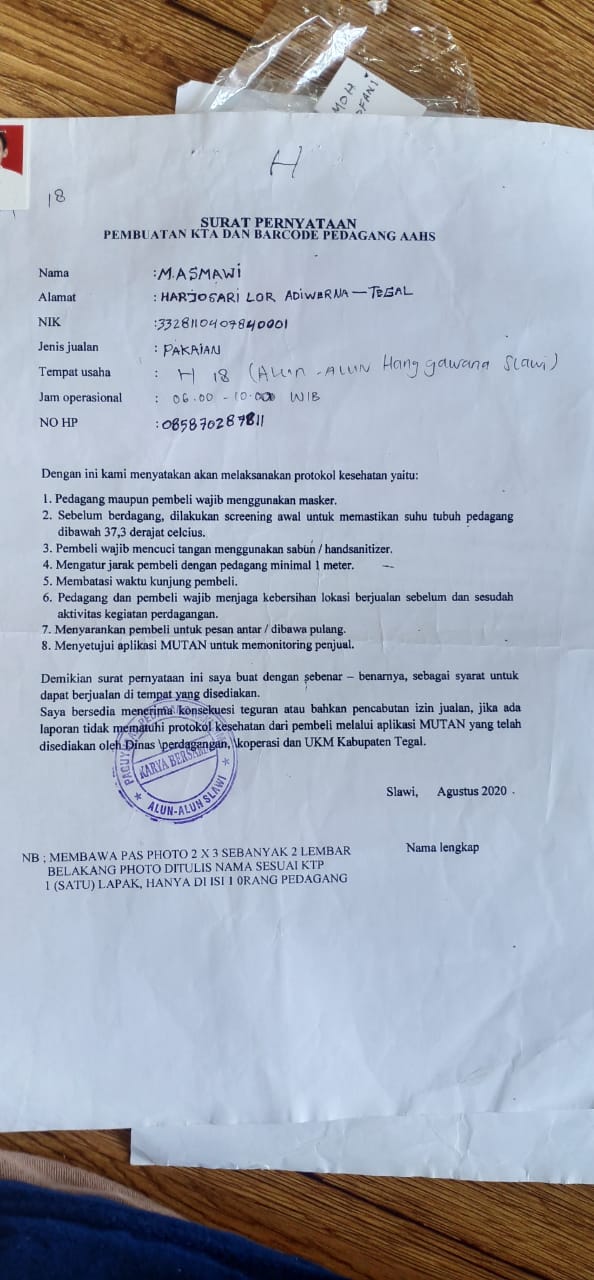 MOH
H
18
SURAT PERNYATAAN
PEMBUATAN KTA DAN BARCODE PEDAGANG AAHS
Nama : M. ASMAWI
Alamat : HARJOSARI LOR ADIWERNA - TEGAL
NIK : 3328110407840001
Jenis jualan : PAKAIAN
Tempat usaha : H 18 (Alun-ALUN Hanggawana Slawi)
Jam operasional : 06.00 - 10.000 WIB
NO HP : 085870287811
Dengan ini kami menyatakan akan melaksanakan protokol kesehatan yaitu:
1. Pedagang maupun pembeli wajib menggunakan masker.
2. Sebelum berdagang, dilakukan screening awal untuk memastikan suhu tubuh pedagang
dibawah 37,3 derajat celcius.
3. Pembeli wajib mencuci tangan menggunakan sabun / handsanitizer.
4. Mengatur jarak pembeli dengan pedagang minimal 1 meter.
5. Membatasi waktu kunjung pembeli.
6. Pedagang dan pembeli wajib menjaga kebersihan lokasi berjualan sebelum dan sesudah
aktivitas kegiatan perdagangan.
7. Menyarankan pembeli untuk pesan antar / dibawa pulang.
8. Menyetujui aplikasi MUTAN untuk memonitoring penjual.
Demikian surat pernyataan ini saya buat dengan sebenar – benarnya, sebagai syarat untuk
dapat berjualan di tempat yang disediakan.
Saya bersedia menerima konsekuesi teguran atau bahkan pencabutan izin jualan, jika ada
laporan tidak mematuhi protokol kesehatan dari pembeli melalui aplikasi MUTAN yang telah
disediakan oleh Dinas \perdagangan, \koperasi dan UKM Kabupaten Tegal.
KARYA BERSAMA
ALUN-ALUN SLAWI
Slawi, Agustus 2020 .
Nama lengkap
NB ; MEMBAWA PAS PHOTO 2 X 3 SEBANYAK 2 LEMBAR
BELAKANG PHOTO DITULIS NAMA SESUAI KTP
1 (SATU) LAPAK, HANYA DI ISI 1 0RANG PEDAGANG